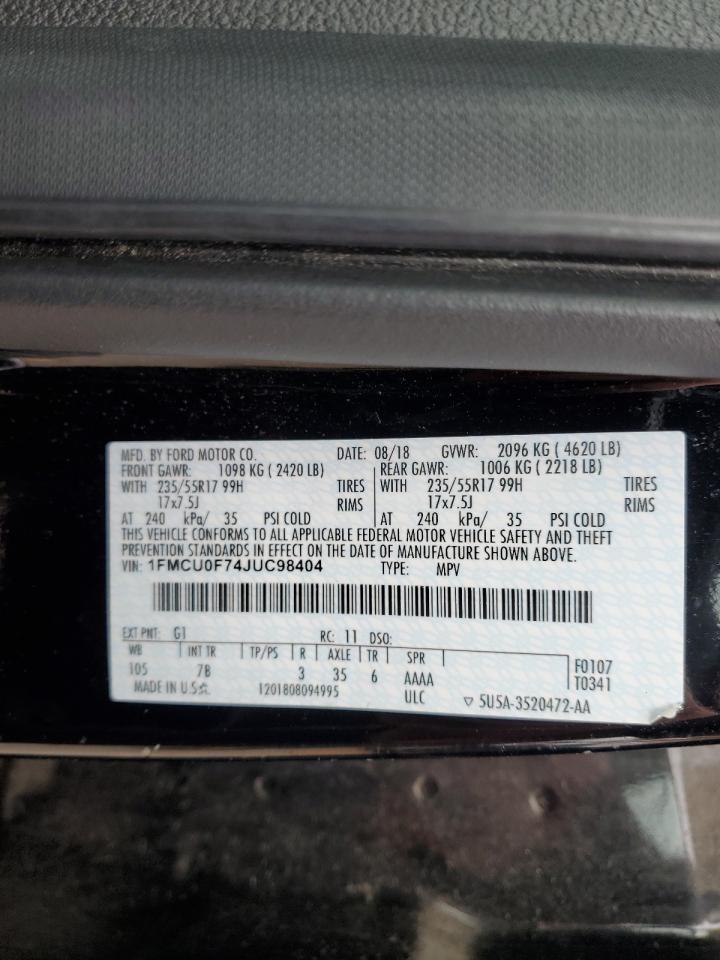 MFD. BY FORD MOTOR CO. DATE: 08/18 GVWR: 2096 KG ( 4620 LB)
FRONT GAWR: 1098 KG ( 2420 LB) REAR GAWR: 1006 KG ( 2218 LB)
WITH 235/55R17 99H TIRES WITH 235/55R17 99H TIRES
17x7.5J RIMS 17x7.5J RIMS
AT 240 kPa/ 35 PSI COLD AT 240 kPa/ 35 PSI COLD
THIS VEHICLE CONFORMS TO ALL APPLICABLE FEDERAL MOTOR VEHICLE SAFETY AND THEFT
PREVENTION STANDARDS IN EFFECT ON THE DATE OF MANUFACTURE SHOWN ABOVE.
VIN: 1FMCU0F74JUC98404 TYPE: MPV
EXT PNT: G1 RC: 11 DSO:
WB INT TR TP/PS R AXLE TR SPR
105 7B 3 35 6 AAAA F0107
MADE IN U.S.A. 1201808094995 ULC T0341
▽ 5U5A-3520472-AA